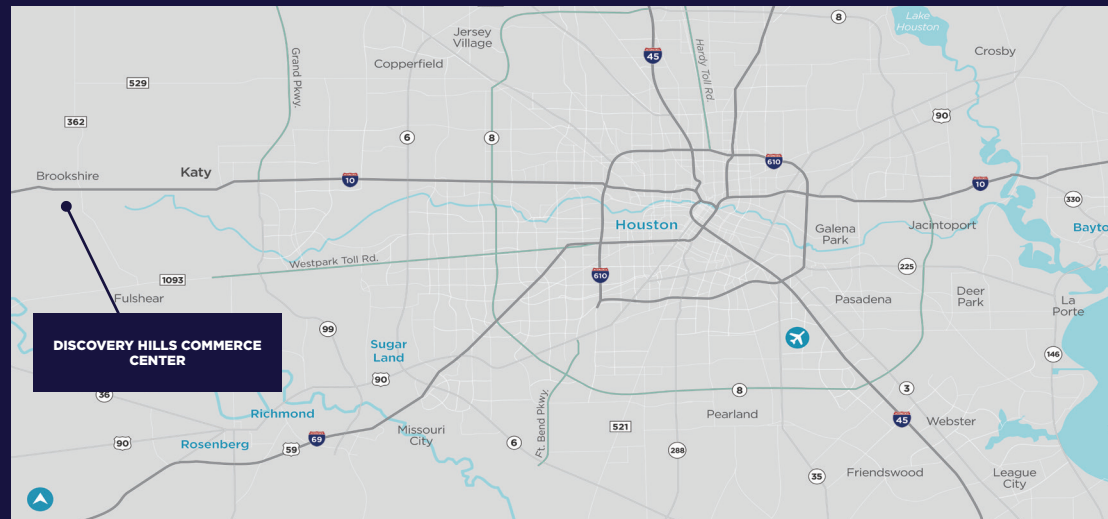 8
Lake
Houston
Jersey
Village
45
Hardy Toll Rd.
Crosby
Grand Pkwy.
Copperfield
529
362
90
6
8
610
Brookshire
Katy
10
10
330
Houston
Galena
Park
Jacintoport
Bayto
Westpark Toll Rd.
1093
610
225
Fulshear
Pasadena
Deer
Park
La
Porte
DISCOVERY HILLS COMMERCE
CENTER
99
Sugar
Land
146
90
36
8
3
Ft. Bend Pkwy.
Richmond
Pearland
45
Webster
Missouri
City
521
Rosenberg
90
59
69
6
288
35
Friendswood
League
City